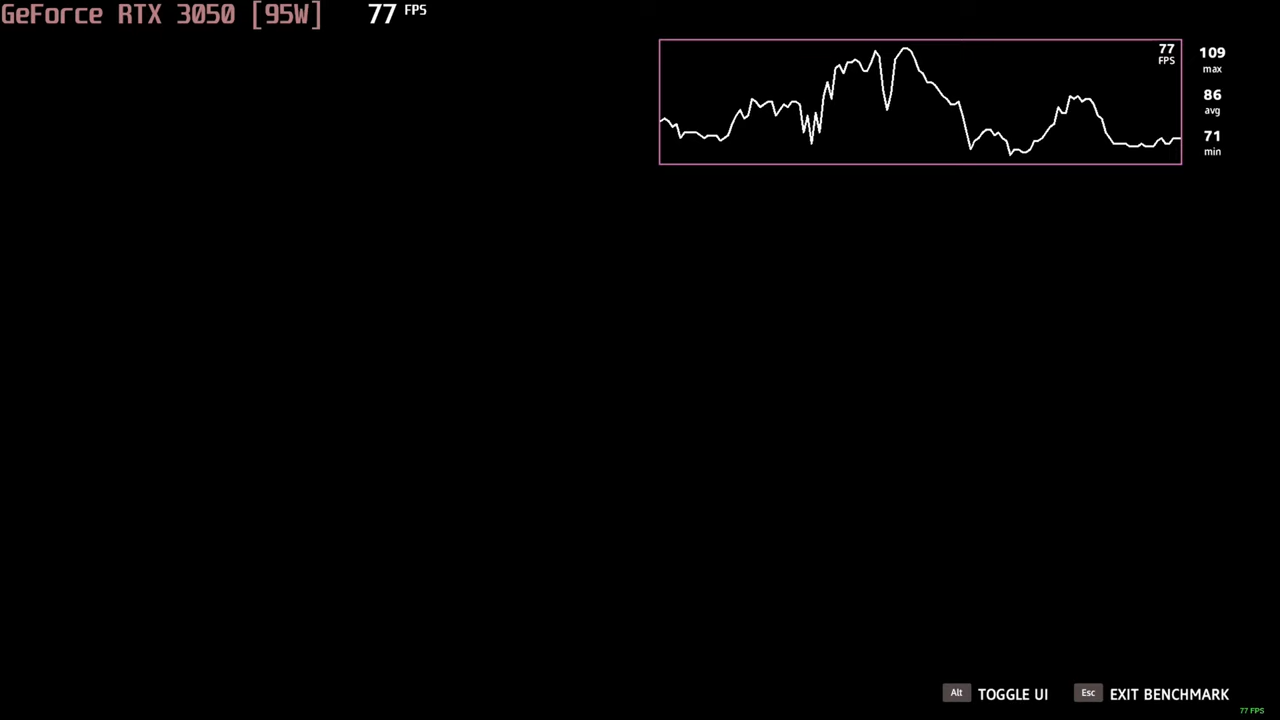 GeForce RTX 3050 [95W] 77 FPS
77
FPS
109
max
86
avg
71
min
Alt TOGGLE UI Esc EXIT BENCHMARK
77 FPS